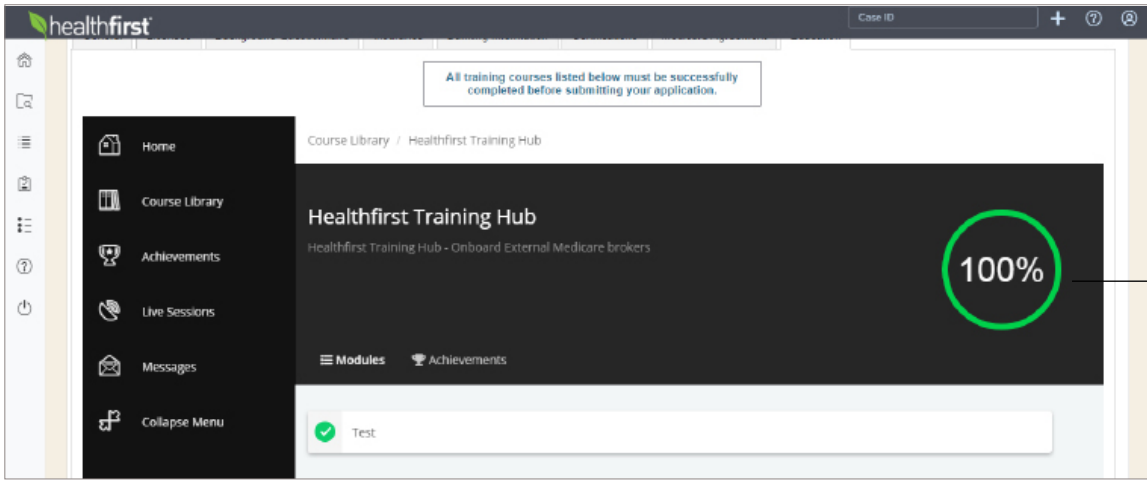 healthfirst
Case ID
All training courses listed below must be successfully
completed before submitting your application.
Home
Course Library
Achievements
Live Sessions
Messages
Collapse Menu
Course Library / Healthfirst Training Hub
Healthfirst Training Hub
Healthfirst Training Hub - Onboard External Medicare brokers
100%
Modules
Achievements
Test